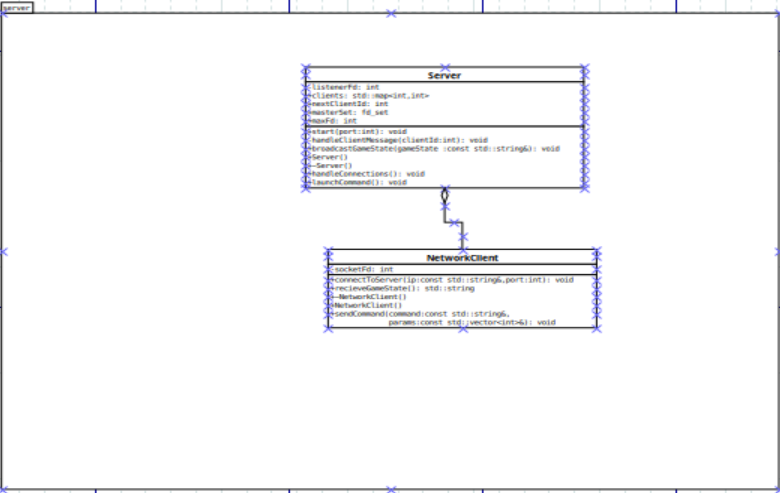 server
Server
-listenerFd: int
-clients: std::map<int,int>
-nextClientId: int
-masterSet: fd_set
-maxFd: int
+start(port:int): void
-handleClientMessage(clientId:int): void
-broadcastGameState(gameState :const std::string&): void
+Server()
+~Server()
+handleConnections(): void
+launchCommand(): void
NetworkClient
-socketFd: int
+connectToServer(ip:const std::string&,port:int): void
+recieveGameState(): std::string
+~NetworkClient()
+NetworkClient()
+sendCommand(command:const std::string&,
params:const std::vector<int>&): void